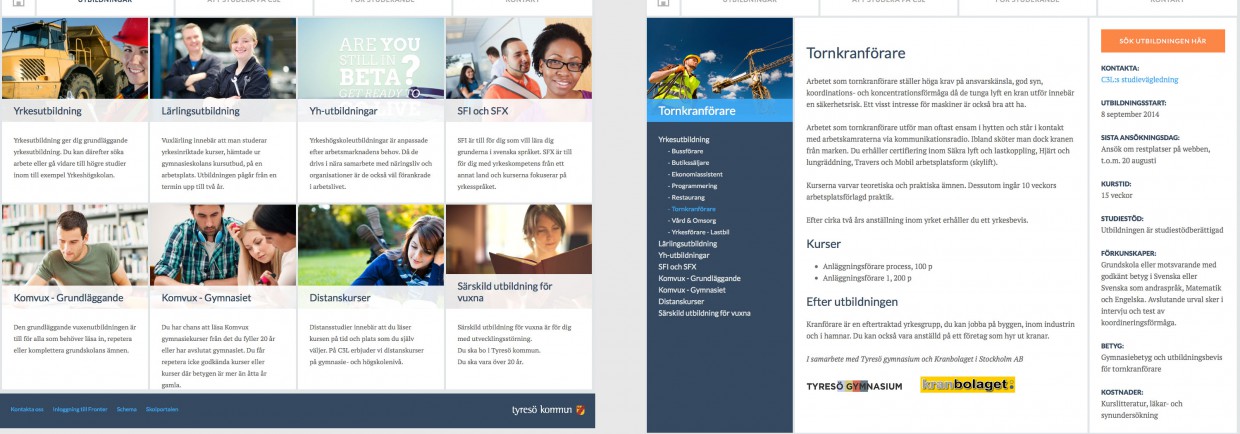 UTBILDNINGAR
ATT STUDERA PÅ C3L
FÖR STUDERANDE
KONTAKT
ARE YOU
STILL IN
BETA?
GET READY TO
Yrkesutbildning
Yrkesutbildning ger dig grundläggande
yrkesutbildning. Du kan därefter söka
arbete eller gå vidare till högre studier
inom till exempel Yrkeshögskolan.
Lärlingsutbildning
Vuxlärling innebär att man studerar
yrkesinriktade kurser, hämtade ur
gymnasieskolans kursutbud, på en
arbetsplats. Utbildningen pågår från en
termin upp till två år.
Yh-utbildningar
Yrkeshögskoleutbildningar är anpassade
efter arbetsmarknadens behov. Då de
drivs i nära samarbete med näringsliv och
organisationer är de också väl förankrade
i arbetslivet.
SFI och SFX
SFI är till för dig som vill lära dig
grunderna i svenska språket. SFX är till
för dig med yrkeskompetens från ett
annat land och kurserna fokuserar på
yrkesspråket.
Komvux - Grundläggande
Den grundläggande vuxenutbildningen är
till för alla som behöver läsa in, repetera
eller komplettera grundskolans ämnen.
Komvux - Gymnasiet
Du har chans att läsa Komvux
gymnasiekurser från det du fyller 20 år
eller har avslutat gymnasiet. Du får
repetera icke godkända kurser eller
kurser där betygen är mer än åtta år
gamla.
Distanskurser
Distansstudier innebär att du läser
kursen på tid och plats som du själv
väljer. På C3L erbjuder vi distanskurser
på gymnasie- och högskolenivå.
Särskild utbildning för
vuxna
Särskild utbildning för vuxna är för dig
med utvecklingsstörning.
Du ska bo i Tyresö kommun.
Du ska vara över 20 år.
Kontakta oss
Inloggning till Fronter
Schema
Skolportalen
tyresö kommun
UTBILDNINGAR
ATT STUDERA PÅ C3L
FÖR STUDERANDE
KONTAKT
Tornkranförare
Yrkesutbildning
- Bussförare
- Butikssäljare
- Ekonomiassistent
- Programmering
- Restaurang
- Tornkranförare
- Vård & Omsorg
- Yrkesförare - Lastbil
Lärlingsutbildning
Yh-utbildningar
SFI och SFX
Komvux - Grundläggande
Komvux - Gymnasiet
Distanskurser
Särskild utbildning för vuxna
Tornkranförare
Arbetet som tornkranförare ställer höga krav på ansvarskänsla, god syn,
koordinations- och koncentrationsförmåga då de tunga lyft en kran utför innebär
en säkerhetsrisk. Ett visst intresse för maskiner är också bra att ha.
Arbetet som tornkranförare utför man oftast ensam i hytten och står i kontakt
med arbetskamraterna via kommunikationsradio. Ibland sköter man dock kranen
från marken. Du erhåller certifiering inom Säkra lyft och lastkoppling, Hjärt och
lungräddning, Travers och Mobil arbetsplatform (skylift).
Kurserna varvar teoretiska och praktiska ämnen. Dessutom ingår 10 veckors
arbetsplatsförlagd praktik.
Efter cirka två års anställning inom yrket erhåller du ett yrkesbevis.
Kurser
• Anläggningsförare process, 100 p
• Anläggningsförare 1, 200 p
Efter utbildningen
Kranförare är en eftertraktad yrkesgrupp, du kan jobba på byggen, inom industrin
och i hamnar. Du kan också vara anställd på ett företag som hyr ut kranar.
I samarbete med Tyresö gymnasium och Kranbolaget i Stockholm AB
TYRESÖ GYMNASIUM
kranbolaget.
SÖK UTBILDNINGEN HÄR
KONTAKTA:
C3L:s studievägledning
UTBILDNINGSSTART:
8 september 2014
SISTA ANSÖKNINGSDAG:
Ansök om restplatser på webben,
t.o.m. 20 augusti
KURSTID:
15 veckor
STUDIESTÖD:
Utbildningen är studiestödberättigad
FÖRKUNSKAPER:
Grundskola eller motsvarande med
godkänt betyg i Svenska eller
Svenska som andraspråk, Matematik
och Engelska. Avslutande urval sker i
intervju och test av
koordineringsförmåga.
BETYG:
Gymnasiebetyg och utbildningsbevis
för tornkranförare
KOSTNADER:
Kurslitteratur, läkar- och
synundersökning